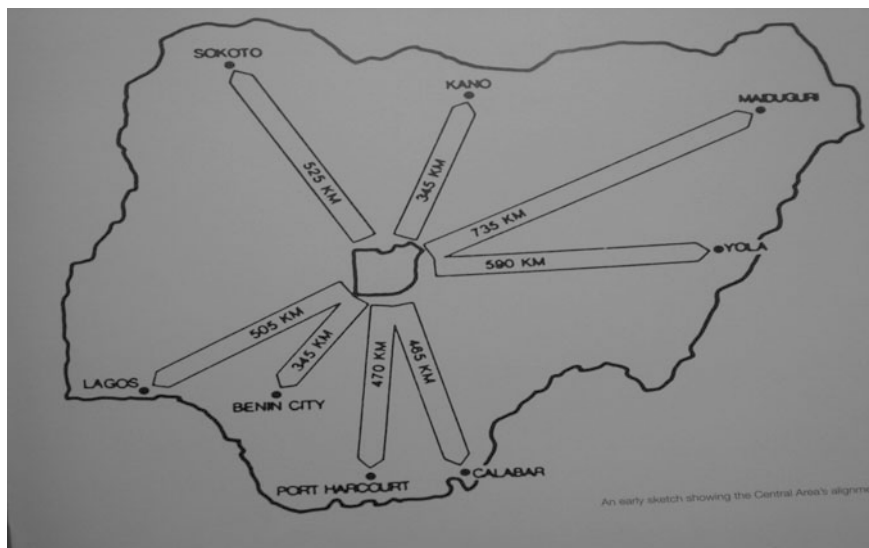 SOKOTO
KANO
MAIDUGURI
525 KM
345 KM
735 KM
590 KM
YOLA
505 KM
345 KM
470 KM
485 KM
LAGOS
BENIN CITY
PORT HARCOURT
CALABAR
An early sketch showing the Central Area's alignme